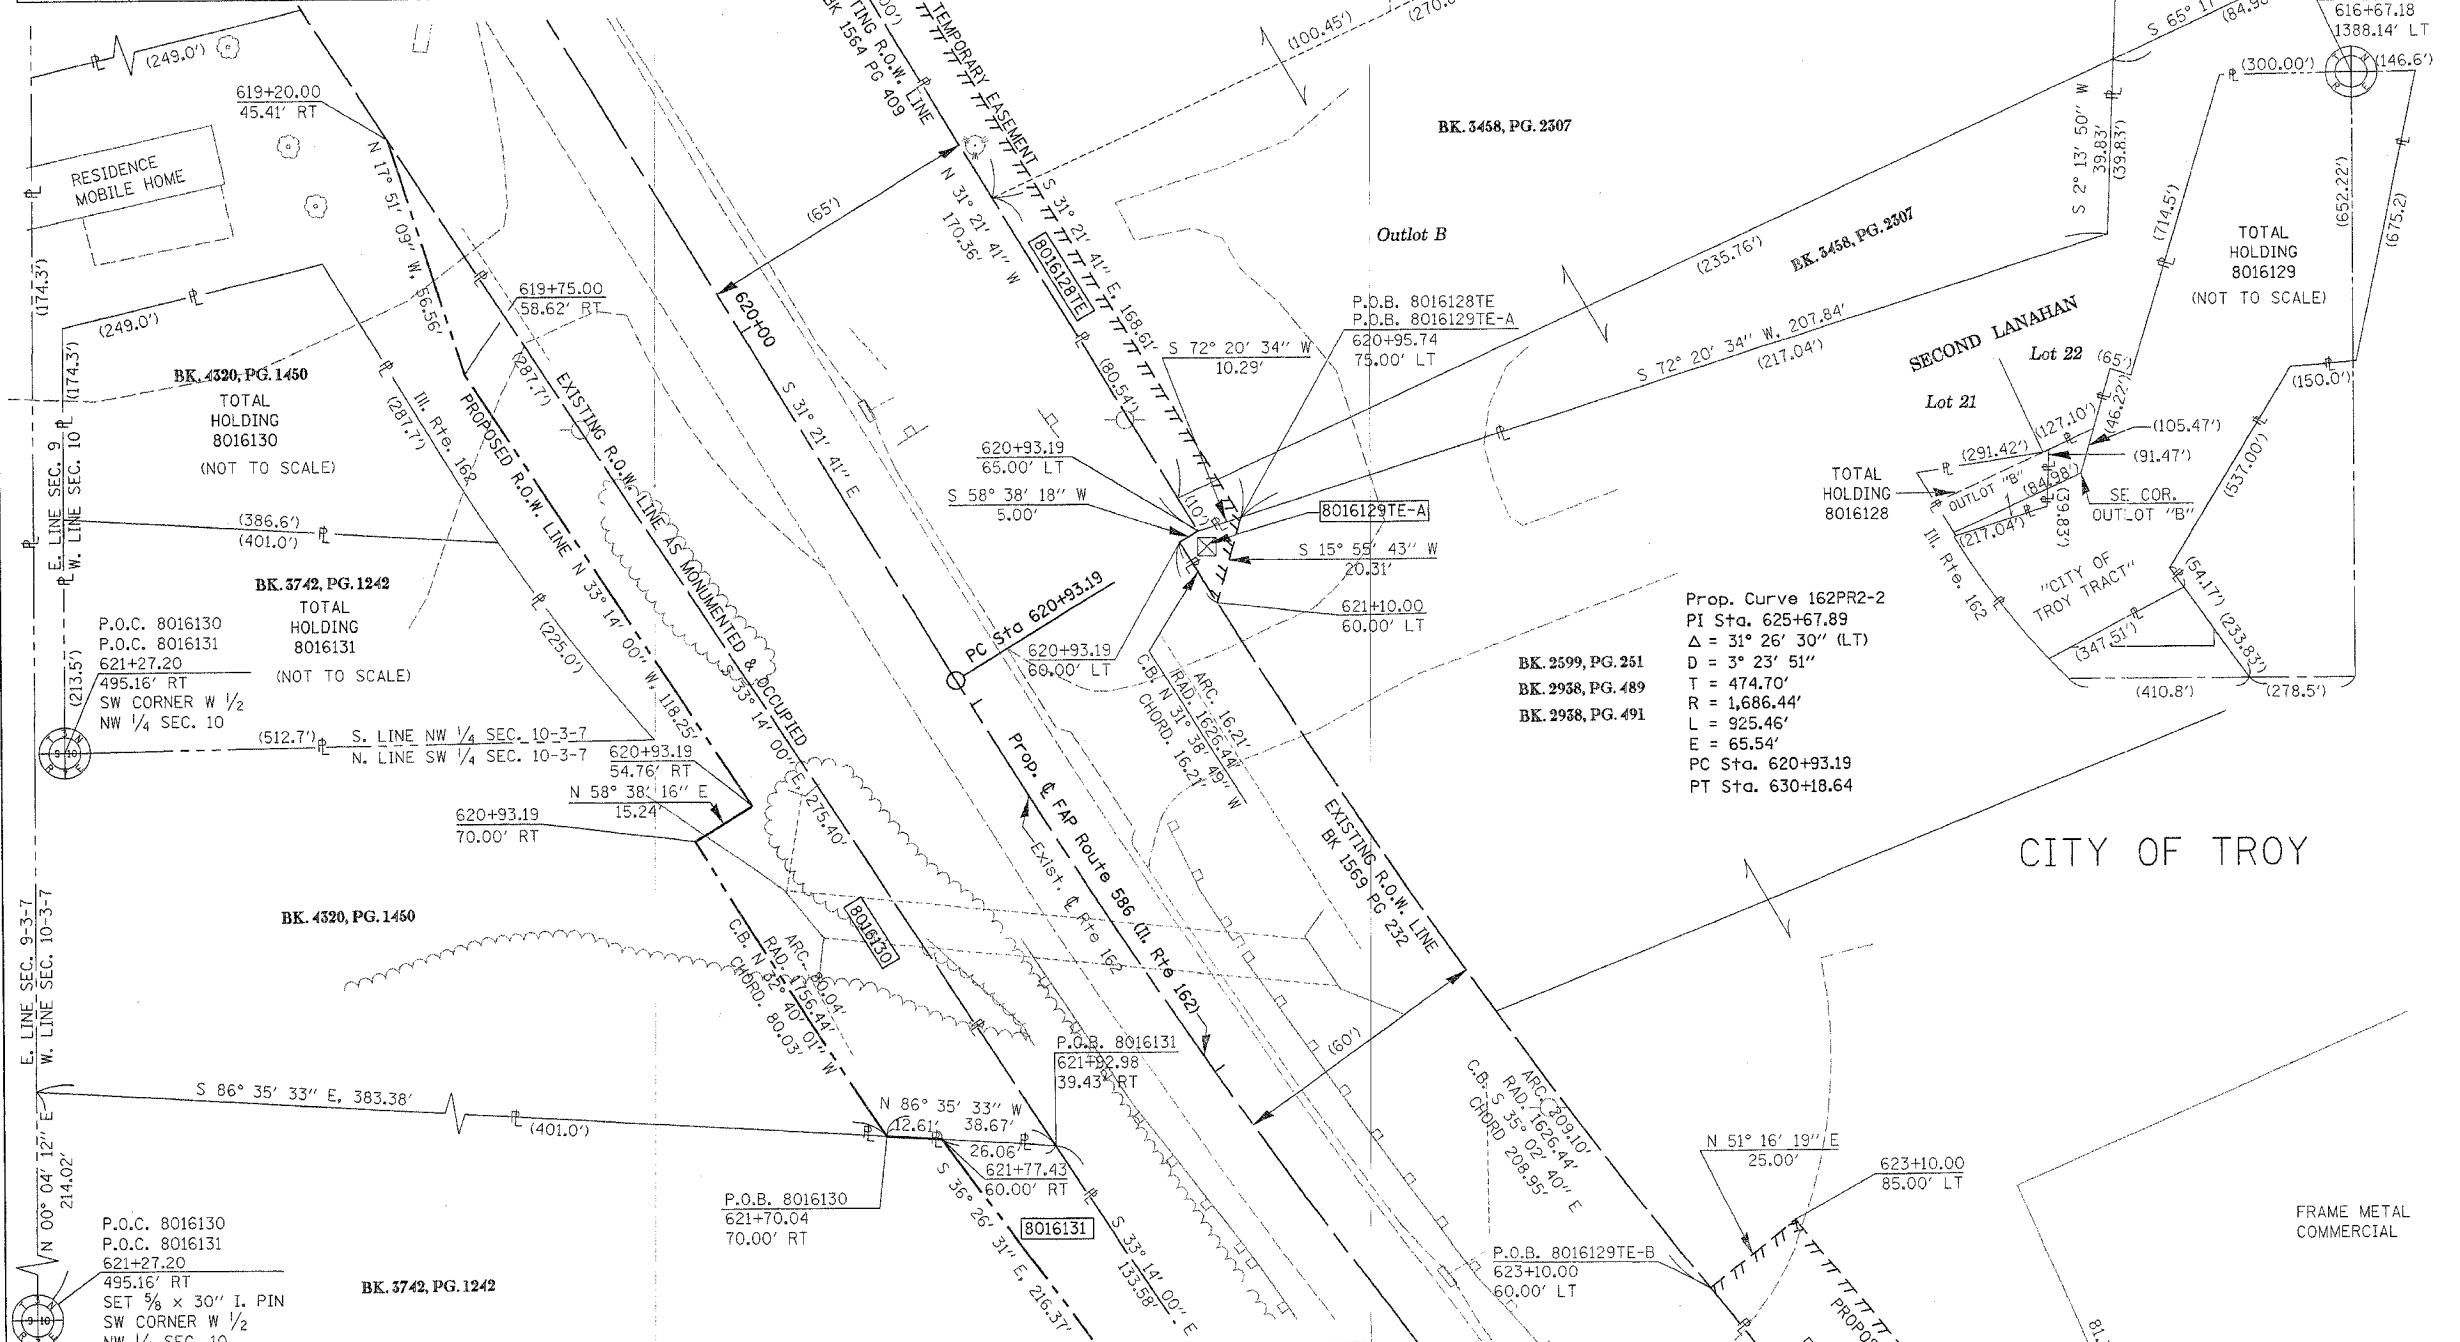 (249.0')
619+20.00
45.41' RT
RESIDENCE
MOBILE HOME
(174.3')
N 17° 51' 09" W, 56.56'
619+75.00
58.62' RT
(249.0')
(174.3')
BK. 4320, PG. 1450
TOTAL
HOLDING
8016130
(NOT TO SCALE)
(287.7')
Ill. Rte. 162
(287.7')
EXISTING R.O.W. LINE AS MONUMENTED & OCCUPIED
PROPOSED R.O.W. LINE N 33° 14' 00" W, 118.25'
S 33° 14' 00" E, 275.40'
E. LINE SEC. 9
W. LINE SEC. 10
(386.6')
(401.0')
BK. 3742, PG. 1242
TOTAL
HOLDING
8016131
(NOT TO SCALE)
(225.0')
(213.5')
P.O.C. 8016130
P.O.C. 8016131
621+27.20
495.16' RT
SW CORNER W 1/2
NW 1/4 SEC. 10
(512.7')
S. LINE NW 1/4 SEC. 10-3-7
N. LINE SW 1/4 SEC. 10-3-7
620+93.19
54.76' RT
N 58° 38' 16" E
15.24'
620+93.19
70.00' RT
BK. 4320, PG. 1450
8016130
ARC. 80.04'
RAD. 1756.44'
C.B. N 32° 40' 01" W
CHORD. 80.03'
E. LINE SEC. 9-3-7
W. LINE SEC. 10-3-7
S 86° 35' 33" E, 383.38'
(401.0')
N 86° 35' 33" W
12.61'
38.67'
26.06'
P.O.B. 8016131
621+92.98
39.43' RT
621+77.43
60.00' RT
P.O.B. 8016130
621+70.04
70.00' RT
8016131
S 36° 26' 31" E, 216.37'
S 33° 14' 00" E
133.58'
N 00° 04' 12" E
214.02'
P.O.C. 8016130
P.O.C. 8016131
621+27.20
495.16' RT
SET 5/8 x 30" I. PIN
SW CORNER W 1/2
NW 1/4 SEC. 10
BK. 3742, PG. 1242
R.O.W. LINE
BK 1564 PG 409
TEMPORARY EASEMENT
(100.45')
(65')
620+00
S 31° 21' 41" E
N 31° 21' 41" W
170.36'
S 31° 21' 41" E, 168.61'
8016128TE
(80.54')
BK. 3458, PG. 2307
Outlot B
P.O.B. 8016128TE
P.O.B. 8016129TE-A
620+95.74
75.00' LT
S 72° 20' 34" W
10.29'
620+93.19
65.00' LT
S 58° 38' 18" W
5.00'
(10')
8016129TE-A
S 15° 55' 43" W
20.31'
621+10.00
60.00' LT
PC Sta 620+93.19
620+93.19
60.00' LT
ARC. 16.21'
RAD. 1626.44'
C.B. N 31° 38' 49" W
CHORD. 16.21'
Prop. ℄ FAP Route 586 (Il. Rte 162)
Exist. ℄ Rte 162
EXISTING R.O.W. LINE
BK 1569 PG 232
(60')
ARC. 209.10'
RAD. 1626.44'
C.B. S 35° 02' 40" E
CHORD 208.95'
N 51° 16' 19" E
25.00'
623+10.00
85.00' LT
P.O.B. 8016129TE-B
623+10.00
60.00' LT
(235.76')
BK. 3458, PG. 2307
S 72° 20' 34" W, 207.84'
(217.04')
S 2° 13' 50" W
39.83'
(39.83')
616+67.18
1388.14' LT
(300.00')
(146.6')
(714.5')
(652.22')
(675.2)
TOTAL
HOLDING
8016129
(NOT TO SCALE)
SECOND LANAHAN
Lot 22
Lot 21
(65')
(150.0')
(46.22')
(127.10')
(105.47')
(91.47')
(291.42')
TOTAL
HOLDING
8016128
OUTLOT "B"
(84.98')
(39.83')
(217.04')
SE COR.
OUTLOT "B"
(537.00')
Ill. Rte. 162
"CITY OF
TROY TRACT"
(54.17')
(233.83')
(347.51')
(410.8')
(278.5')
Prop. Curve 162PR2-2
PI Sta. 625+67.89
Δ = 31° 26' 30" (LT)
D = 3° 23' 51"
T = 474.70'
R = 1,686.44'
L = 925.46'
E = 65.54'
PC Sta. 620+93.19
PT Sta. 630+18.64
BK. 2599, PG. 251
BK. 2938, PG. 489
BK. 2938, PG. 491
CITY OF TROY
FRAME METAL
COMMERCIAL